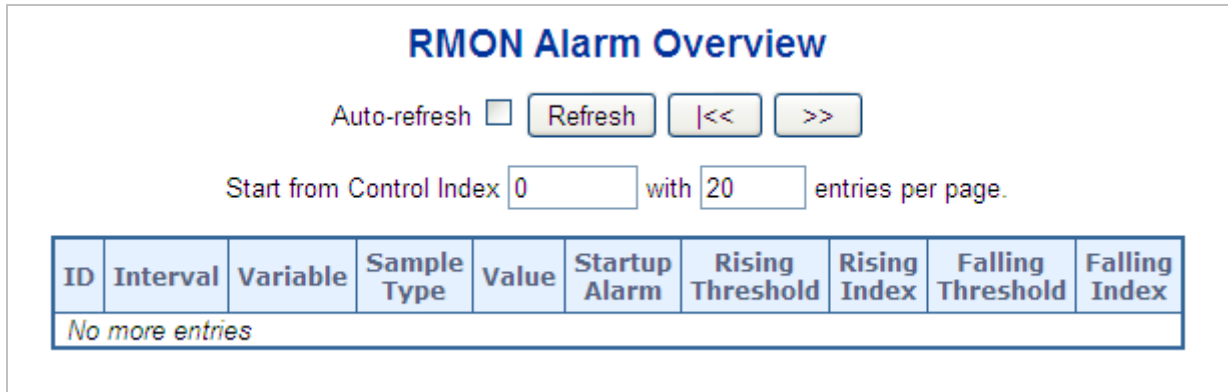 RMON Alarm Overview
Auto-refresh Refresh |<< >>
Start from Control Index 0 with 20 entries per page.
ID Interval Variable Sample Type Value Startup Alarm Rising Threshold Rising Index Falling Threshold Falling Index
No more entries